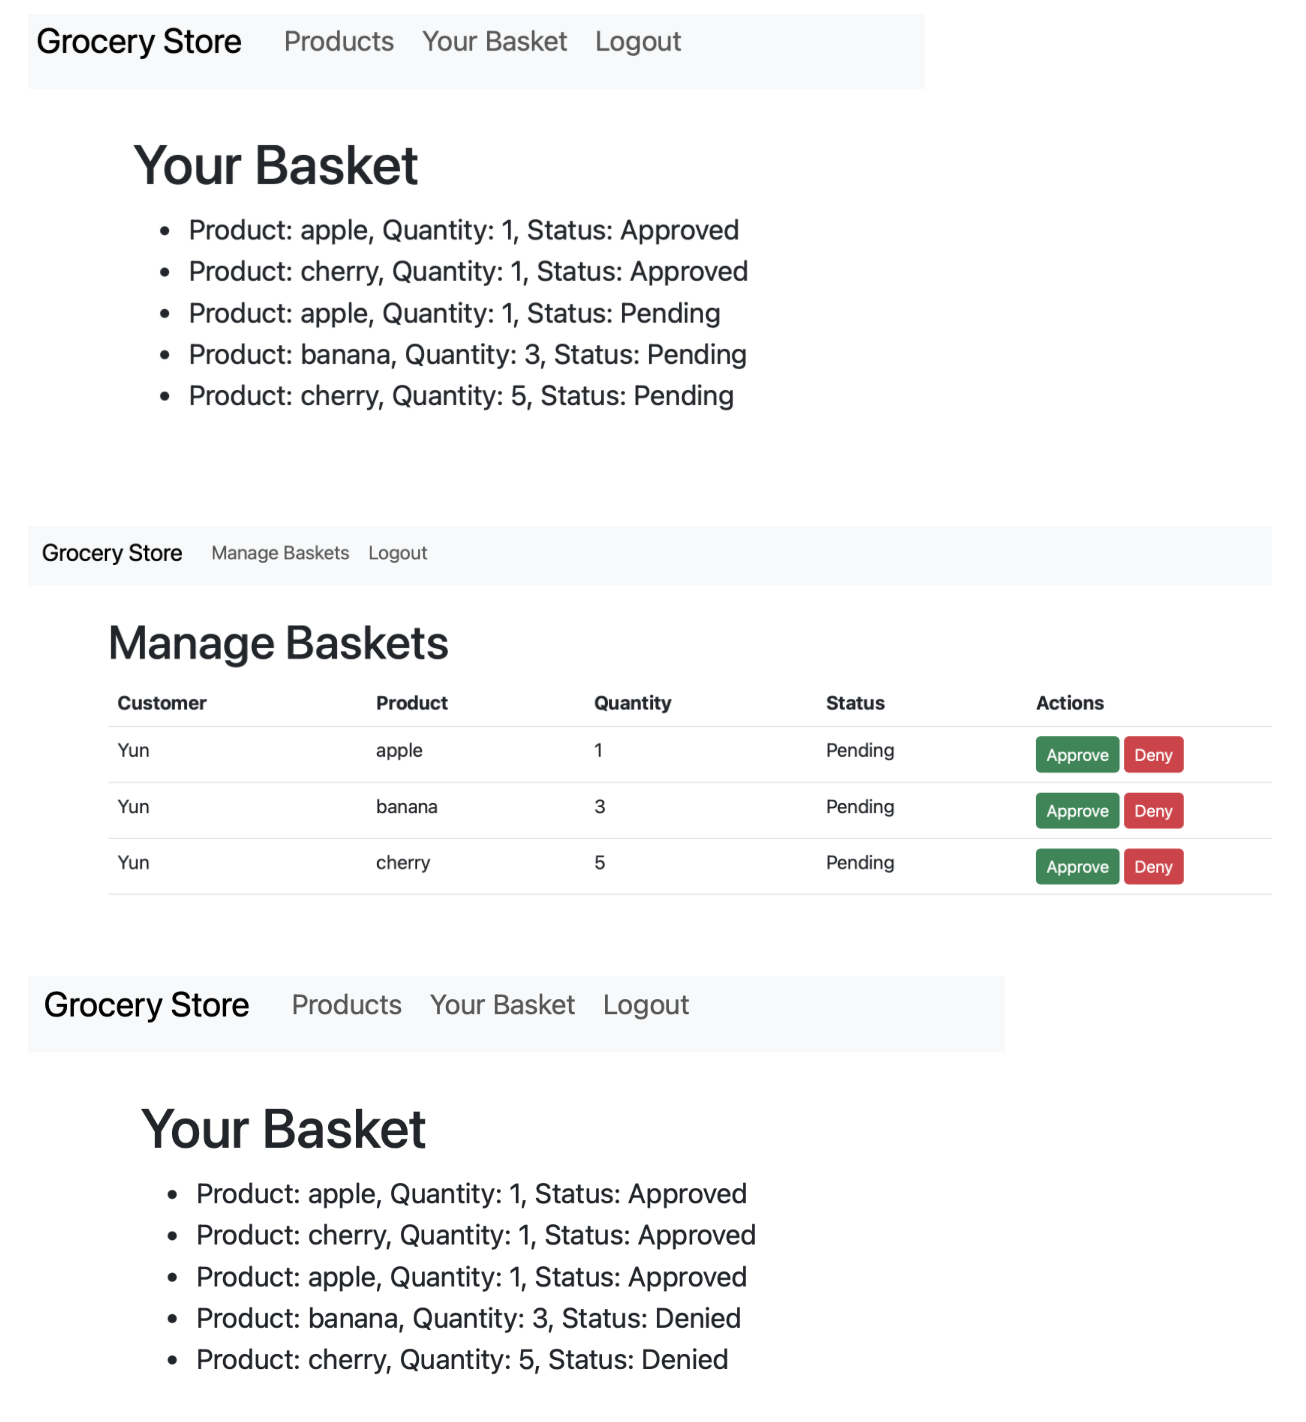 Grocery Store Products Your Basket Logout
Your Basket
• Product: apple, Quantity: 1, Status: Approved
• Product: cherry, Quantity: 1, Status: Approved
• Product: apple, Quantity: 1, Status: Pending
• Product: banana, Quantity: 3, Status: Pending
• Product: cherry, Quantity: 5, Status: Pending
Grocery Store Manage Baskets Logout
Manage Baskets
Customer Product Quantity Status Actions
Yun apple 1 Pending Approve Deny
Yun banana 3 Pending Approve Deny
Yun cherry 5 Pending Approve Deny
Grocery Store Products Your Basket Logout
Your Basket
• Product: apple, Quantity: 1, Status: Approved
• Product: cherry, Quantity: 1, Status: Approved
• Product: apple, Quantity: 1, Status: Approved
• Product: banana, Quantity: 3, Status: Denied
• Product: cherry, Quantity: 5, Status: Denied